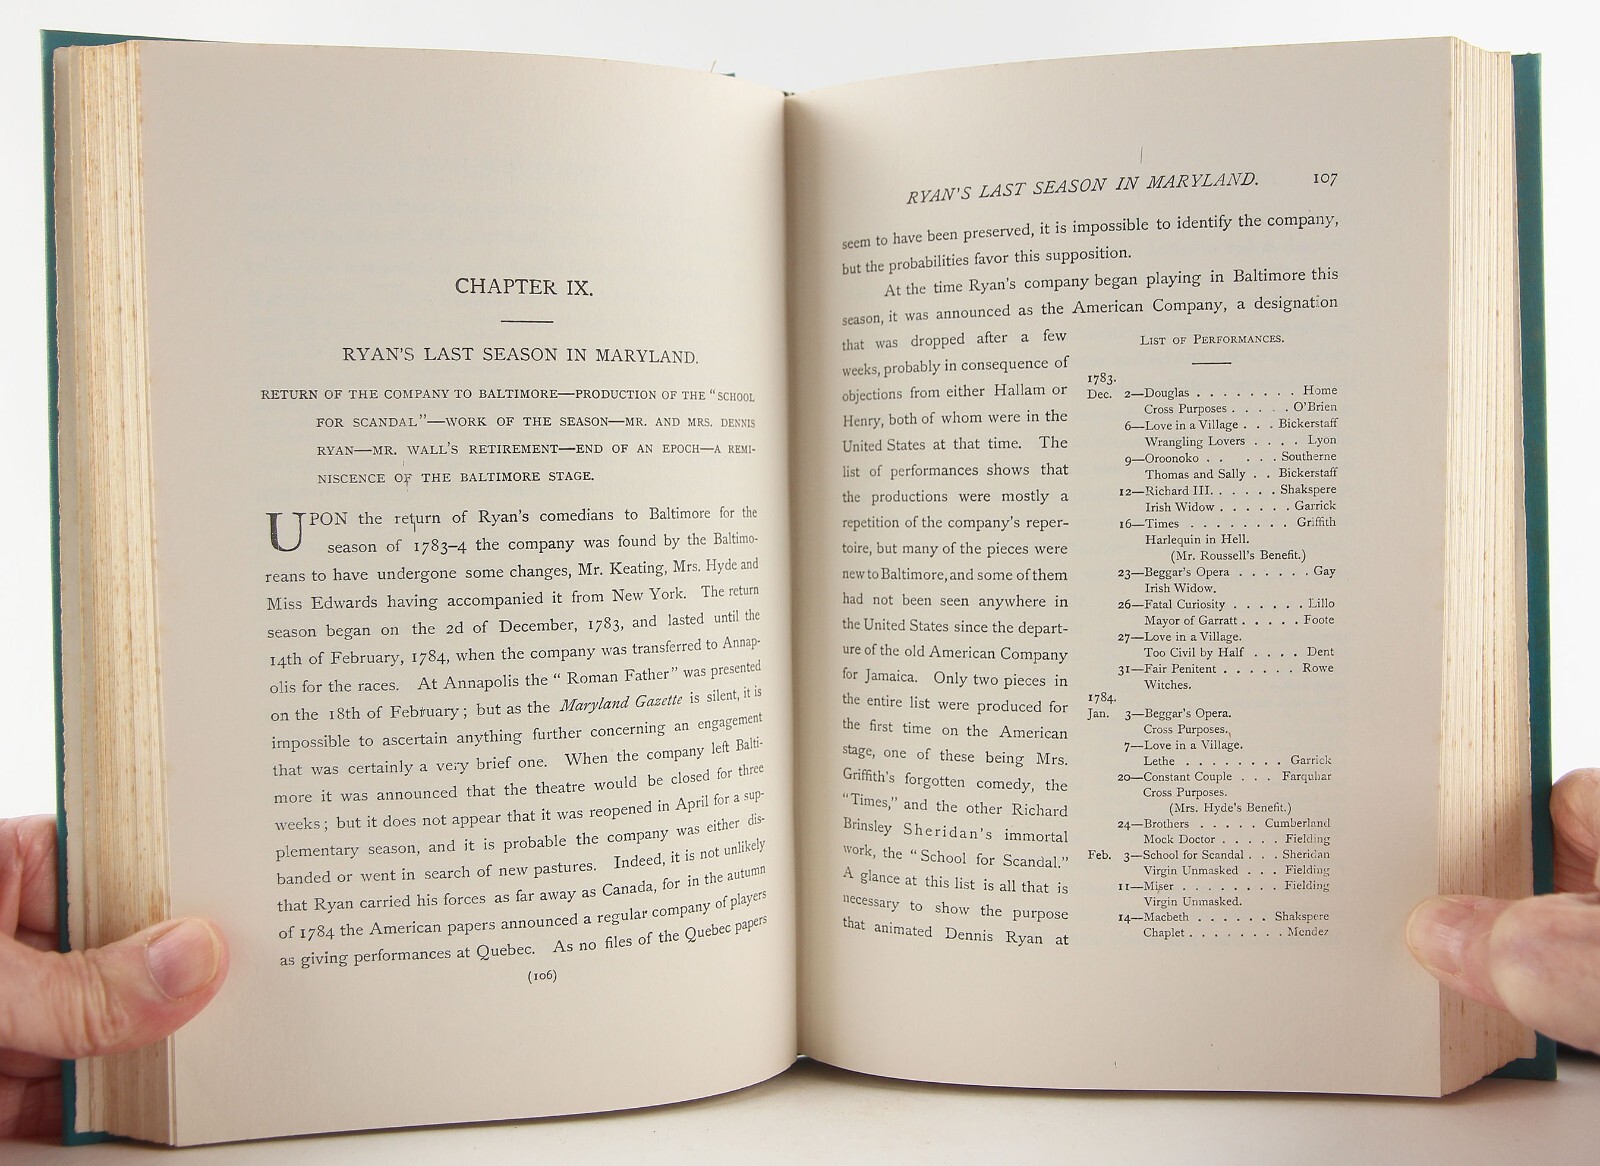 CHAPTER IX.
RYAN'S LAST SEASON IN MARYLAND.
RETURN OF THE COMPANY TO BALTIMORE—PRODUCTION OF THE "SCHOOL
FOR SCANDAL"—WORK OF THE SEASON—MR. AND MRS. DENNIS
RYAN—MR. WALL'S RETIREMENT—END OF AN EPOCH—A REMI-
NISCENCE OF THE BALTIMORE STAGE.
UPON the return of Ryan's comedians to Baltimore for the
season of 1783-4 the company was found by the Baltimo-
reans to have undergone some changes, Mr. Keating, Mrs. Hyde and
Miss Edwards having accompanied it from New York. The return
season began on the 2d of December, 1783, and lasted until the
14th of February, 1784, when the company was transferred to Annap-
olis for the races. At Annapolis the " Roman Father" was presented
on the 18th of February; but as the Maryland Gazette is silent, it is
impossible to ascertain anything further concerning an engagement
that was certainly a very brief one. When the company left Balti-
more it was announced that the theatre would be closed for three
weeks; but it does not appear that it was reopened in April for a sup-
plementary season, and it is probable the company was either dis-
banded or went in search of new pastures. Indeed, it is not unlikely
that Ryan carried his forces as far away as Canada, for in the autumn
of 1784 the American papers announced a regular company of players
as giving performances at Quebec. As no files of the Quebec papers
(106)
RYAN'S LAST SEASON IN MARYLAND. 107
seem to have been preserved, it is impossible to identify the company,
but the probabilities favor this supposition.
At the time Ryan's company began playing in Baltimore this
season, it was announced as the American Company, a designation
that was dropped after a few
weeks, probably in consequence of
objections from either Hallam or
Henry, both of whom were in the
United States at that time. The
list of performances shows that
the productions were mostly a
repetition of the company's reper-
toire, but many of the pieces were
new to Baltimore, and some of them
had not been seen anywhere in
the United States since the depart-
ure of the old American Company
for Jamaica. Only two pieces in
the entire list were produced for
the first time on the American
stage, one of these being Mrs.
Griffith's forgotten comedy, the
"Times," and the other Richard
Brinsley Sheridan's immortal
work, the "School for Scandal."
A glance at this list is all that is
necessary to show the purpose
that animated Dennis Ryan at
LIST OF PERFORMANCES.
1783.
Dec. 2—Douglas . . . . . . . . Home
Cross Purposes . . . . . O'Brien
6—Love in a Village . . . Bickerstaff
Wrangling Lovers . . . . Lyon
9—Oroonoko . . . . . Southerne
Thomas and Sally . . Bickerstaff
12—Richard III. . . . . . Shakspere
Irish Widow . . . . . . Garrick
16—Times . . . . . . . . Griffith
Harlequin in Hell.
(Mr. Roussell's Benefit.)
23—Beggar's Opera . . . . . . Gay
Irish Widow.
26—Fatal Curiosity . . . . . . Lillo
Mayor of Garratt . . . . . Foote
27—Love in a Village.
Too Civil by Half . . . . Dent
31—Fair Penitent . . . . . . Rowe
Witches.
1784.
Jan. 3—Beggar's Opera.
Cross Purposes.
7—Love in a Village.
Lethe . . . . . . . . Garrick
20—Constant Couple . . . Farquhar
Cross Purposes.
(Mrs. Hyde's Benefit.)
24—Brothers . . . . . Cumberland
Mock Doctor . . . . . Fielding
Feb. 3—School for Scandal . . . Sheridan
Virgin Unmasked . . . Fielding
11—Miser . . . . . . . . Fielding
Virgin Unmasked.
14—Macbeth . . . . . . Shakspere
Chaplet . . . . . . . . Mendez